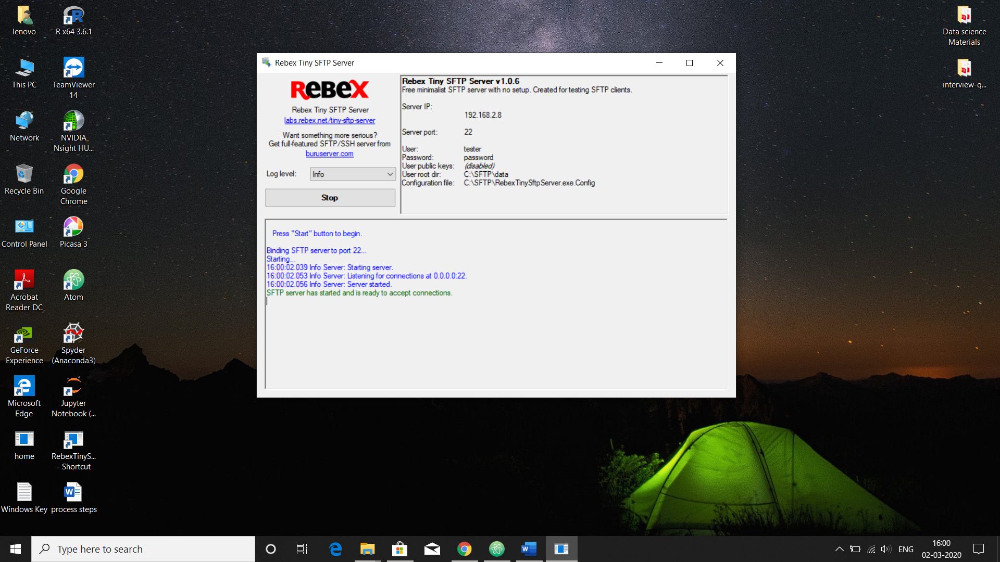 lenovo
R x64 3.6.1
This PC
TeamViewer
14
Network
NVIDIA
Nsight HU...
Recycle Bin
Google
Chrome
Control Panel
Picasa 3
Acrobat
Reader DC
Atom
GeForce
Experience
Spyder
(Anaconda3)
Microsoft
Edge
Jupyter
Notebook (...
home
RebexTinyS...
- Shortcut
Windows Key
process steps
Data science
Materials
interview-q...
Rebex Tiny SFTP Server
ReBeX
Rebex Tiny SFTP Server
labs.rebex.net/tiny-sftp-server
Want something more serious?
Get full-featured SFTP/SSH server from
buruserver.com
Log level: Info
Stop
Rebex Tiny SFTP Server v1.0.6
Free minimalist SFTP server with no setup. Created for testing SFTP clients.
Server IP:
192.168.2.8
Server port: 22
User: tester
Password: password
User public keys: (disabled)
User root dir: C:\SFTP\data
Configuration file: C:\SFTP\RebexTinySftpServer.exe.Config
Press "Start" button to begin.
Binding SFTP server to port 22...
Starting...
16:00:02.039 Info Server: Starting server.
16:00:02.053 Info Server: Listening for connections at 0.0.0.0:22.
16:00:02.056 Info Server: Server started.
SFTP server has started and is ready to accept connections.
Type here to search
ENG
16:00
02-03-2020